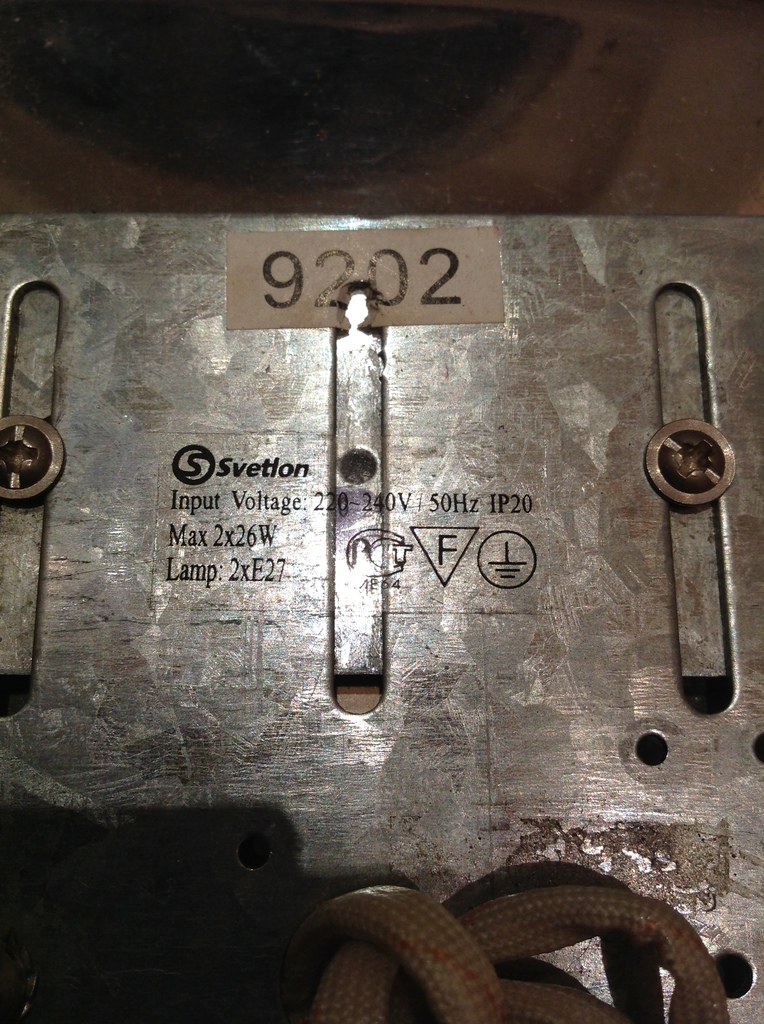 9202
Svetlon
Input Voltage: 220~240V / 50Hz IP20
Max 2x26W
Lamp: 2xE27
F